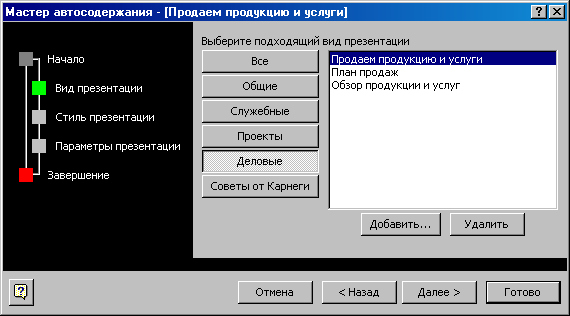 Мастер автосодержания - [Продаем продукцию и услуги]
Выберите подходящий вид презентации
Начало
Вид презентации
Стиль презентации
Параметры презентации
Завершение
Все
Общие
Служебные
Проекты
Деловые
Советы от Карнеги
Продаем продукцию и услуги
План продаж
Обзор продукции и услуг
Добавить...
Удалить
Отмена
< Назад
Далее >
Готово